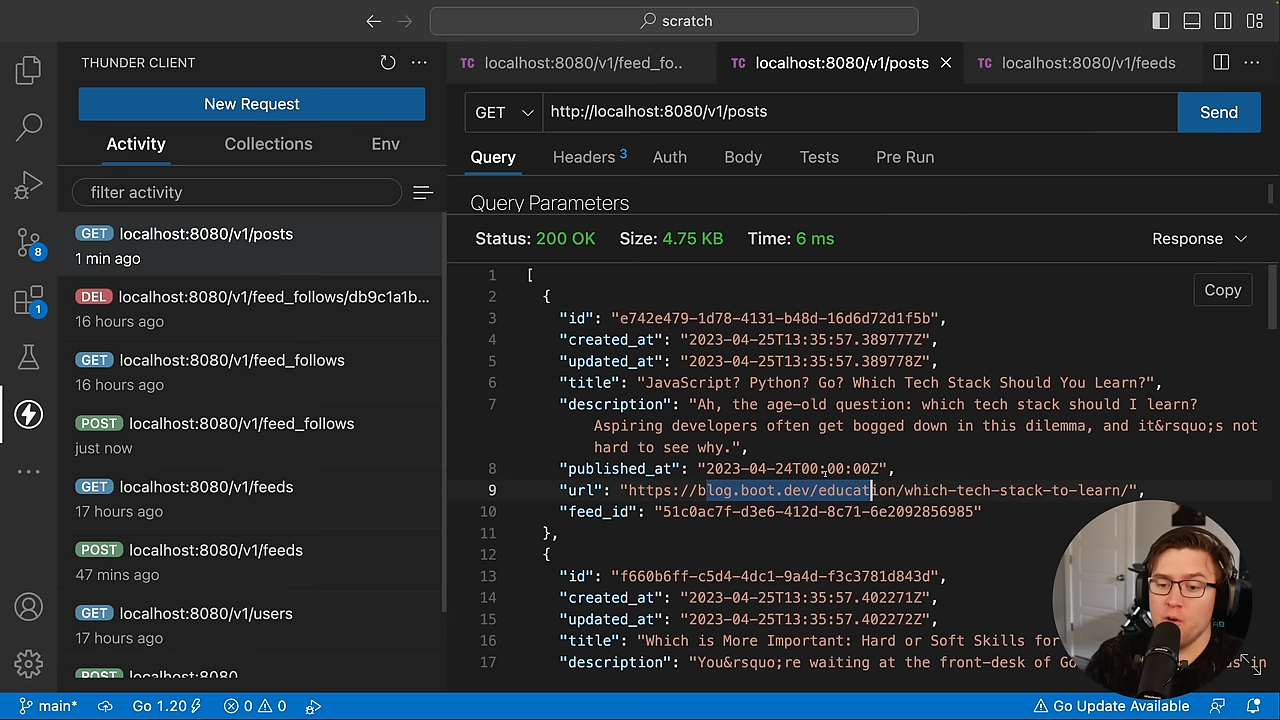 scratch
THUNDER CLIENT
New Request
Activity
Collections
Env
filter activity
GET localhost:8080/v1/posts
1 min ago
DEL localhost:8080/v1/feed_follows/db9c1a1b...
16 hours ago
GET localhost:8080/v1/feed_follows
16 hours ago
POST localhost:8080/v1/feed_follows
just now
GET localhost:8080/v1/feeds
17 hours ago
POST localhost:8080/v1/feeds
47 mins ago
GET localhost:8080/v1/users
17 hours ago
POST localhost:8080
8
1
TC localhost:8080/v1/feed_fo..
TC localhost:8080/v1/posts
TC localhost:8080/v1/feeds
GET http://localhost:8080/v1/posts Send
Query Headers 3 Auth Body Tests Pre Run
Query Parameters
Status: 200 OK Size: 4.75 KB Time: 6 ms Response
Copy
1 [
2 {
3 "id": "e742e479-1d78-4131-b48d-16d6d72d1f5b",
4 "created_at": "2023-04-25T13:35:57.389777Z",
5 "updated_at": "2023-04-25T13:35:57.389778Z",
6 "title": "JavaScript? Python? Go? Which Tech Stack Should You Learn?",
7 "description": "Ah, the age-old question: which tech stack should I learn?
Aspiring developers often get bogged down in this dilemma, and it&rsquo;s not
hard to see why.",
8 "published_at": "2023-04-24T00:00:00Z",
9 "url": "https://blog.boot.dev/education/which-tech-stack-to-learn/",
10 "feed_id": "51c0ac7f-d3e6-412d-8c71-6e2092856985"
11 },
12 {
13 "id": "f660b6ff-c5d4-4dc1-9a4d-f3c3781d843d",
14 "created_at": "2023-04-25T13:35:57.402271Z",
15 "updated_at": "2023-04-25T13:35:57.402272Z",
16 "title": "Which is More Important: Hard or Soft Skills for
17 "description": "You&rsquo;re waiting at the front-desk of
main* Go 1.20 0 0 Go Update Available